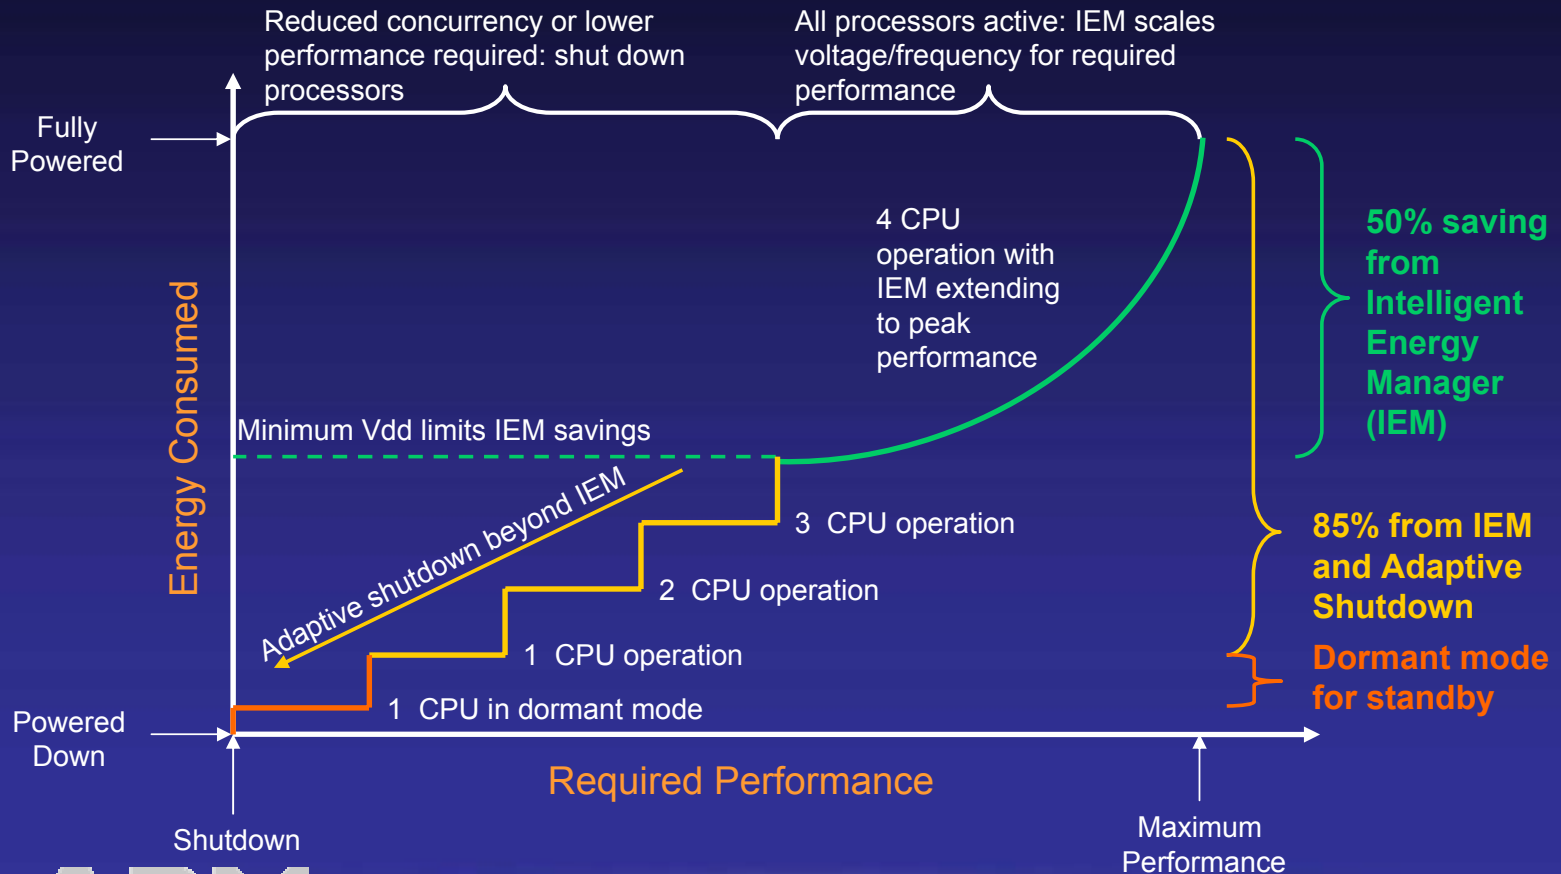 Reduced concurrency or lower
performance required: shut down
processors
All processors active: IEM scales
voltage/frequency for required
performance
Fully
Powered
4 CPU
operation with
IEM extending
to peak
performance
50% saving
from
Intelligent
Energy
Manager
(IEM)
Energy Consumed
Minimum Vdd limits IEM savings
Adaptive shutdown beyond IEM
3 CPU operation
2 CPU operation
1 CPU operation
1 CPU in dormant mode
85% from IEM
and Adaptive
Shutdown
Dormant mode
for standby
Powered
Down
Required Performance
Shutdown
Maximum
Performance